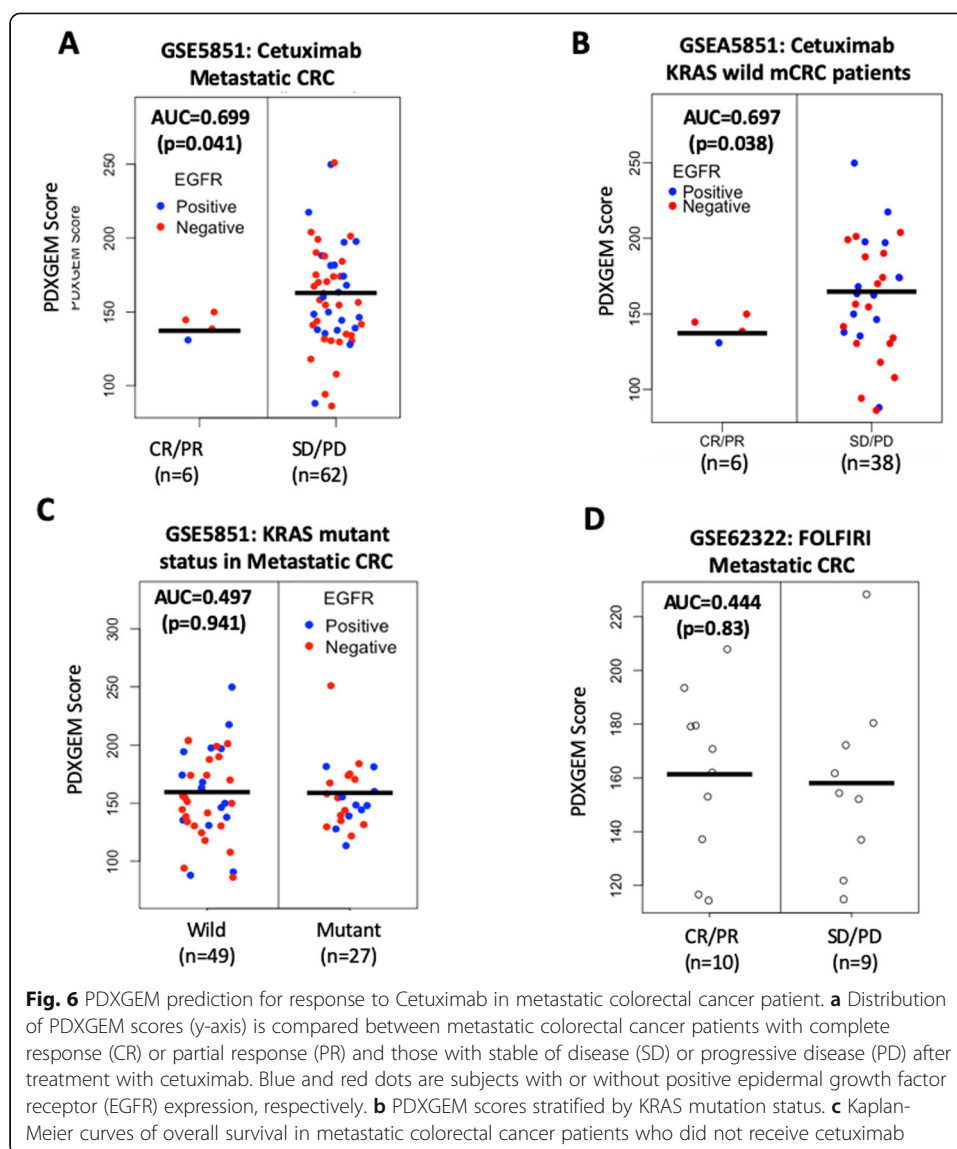 A
GSE5851: Cetuximab
Metastatic CRC
AUC=0.699
(p=0.041)
EGFR
Positive
Negative
PDXGEM Score
PDXGEM Score
250
200
150
100
CR/PR
(n=6)
SD/PD
(n=62)
B
GSEA5851: Cetuximab
KRAS wild mCRC patients
AUC=0.697
(p=0.038)
EGFR
Positive
Negative
PDXGEM Score
250
200
150
100
CR/PR
(n=6)
SD/PD
(n=38)
C
GSE5851: KRAS mutant
status in Metastatic CRC
AUC=0.497
(p=0.941)
EGFR
Positive
Negative
PDXGEM Score
300
250
200
150
100
Wild
(n=49)
Mutant
(n=27)
D
GSE62322: FOLFIRI
Metastatic CRC
AUC=0.444
(p=0.83)
PDXGEM Score
220
200
180
160
140
120
CR/PR
(n=10)
SD/PD
(n=9)
Fig. 6 PDXGEM prediction for response to Cetuximab in metastatic colorectal cancer patient. a Distribution
of PDXGEM scores (y-axis) is compared between metastatic colorectal cancer patients with complete
response (CR) or partial response (PR) and those with stable of disease (SD) or progressive disease (PD) after
treatment with cetuximab. Blue and red dots are subjects with or without positive epidermal growth factor
receptor (EGFR) expression, respectively. b PDXGEM scores stratified by KRAS mutation status. c Kaplan-
Meier curves of overall survival in metastatic colorectal cancer patients who did not receive cetuximab